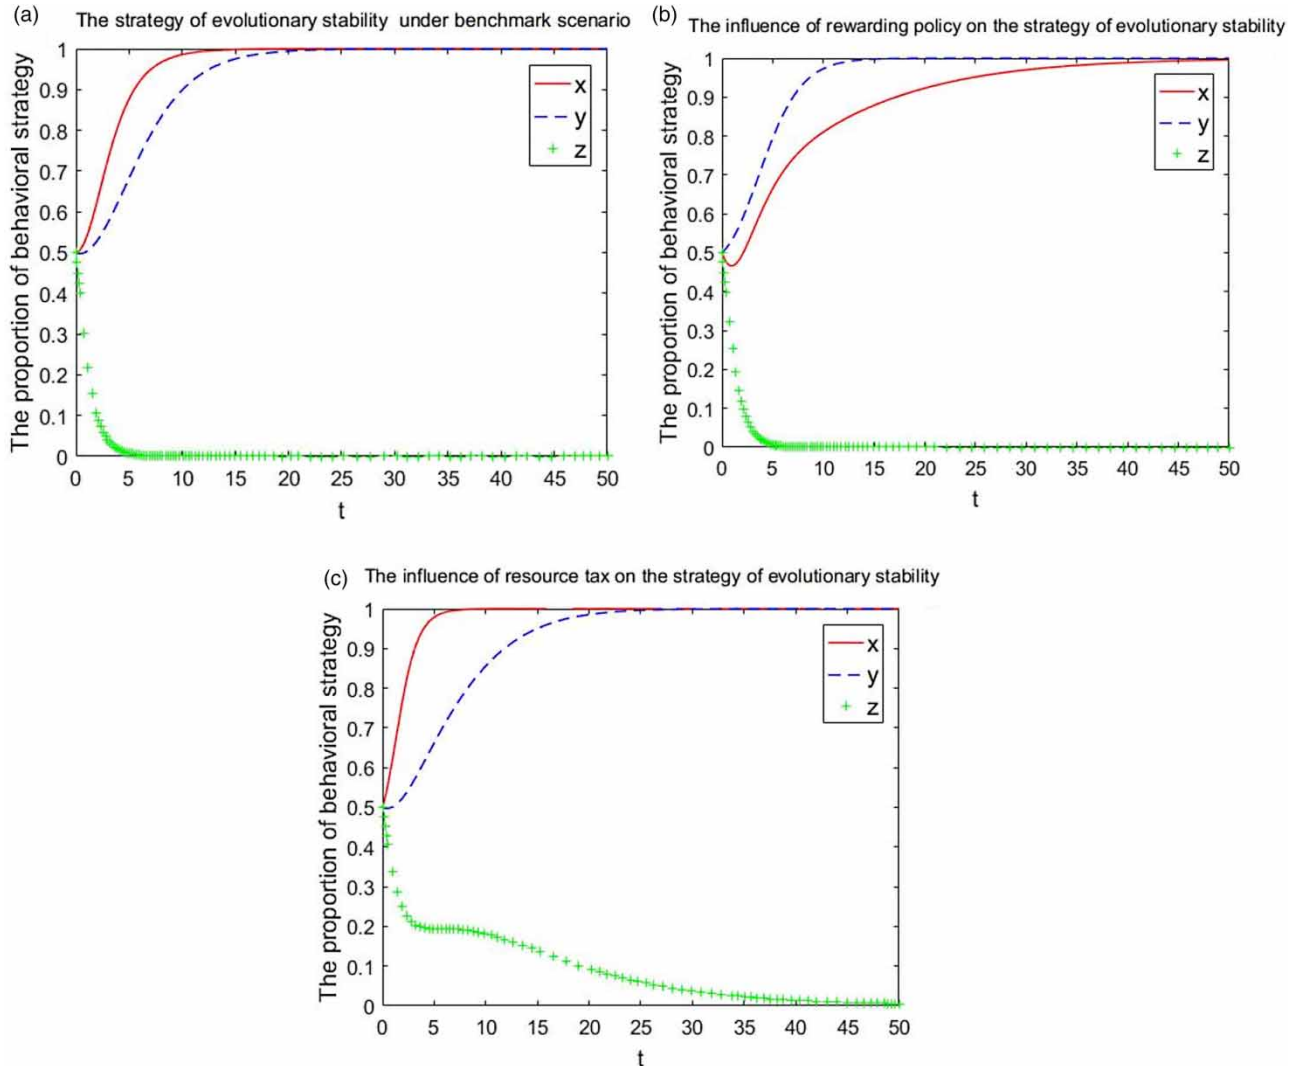 (a) The strategy of evolutionary stability under benchmark scenario
The proportion of behavioral strategy
1
0.9
0.8
0.7
0.6
0.5
0.4
0.3
0.2
0.1
0
0 5 10 15 20 25 30 35 40 45 50
t
x
y
z
(b) The influence of rewarding policy on the strategy of evolutionary stability
The proportion of behavioral strategy
1
0.9
0.8
0.7
0.6
0.5
0.4
0.3
0.2
0.1
0
0 5 10 15 20 25 30 35 40 45 50
t
x
y
z
(c) The influence of resource tax on the strategy of evolutionary stability
The proportion of behavioral strategy
1
0.9
0.8
0.7
0.6
0.5
0.4
0.3
0.2
0.1
0
0 5 10 15 20 25 30 35 40 45 50
t
x
y
z